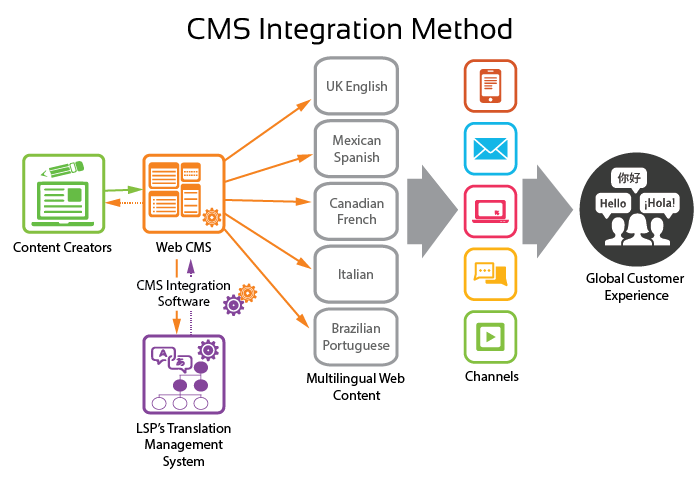 CMS Integration Method
UK English
Mexican
Spanish
Canadian
French
Italian
Brazilian
Portuguese
Multilingual Web
Content
Content Creators
Web CMS
CMS Integration
Software
A
あ
LSP's Translation
Management
System
Channels
你好
Hello
¡Hola!
Global Customer
Experience